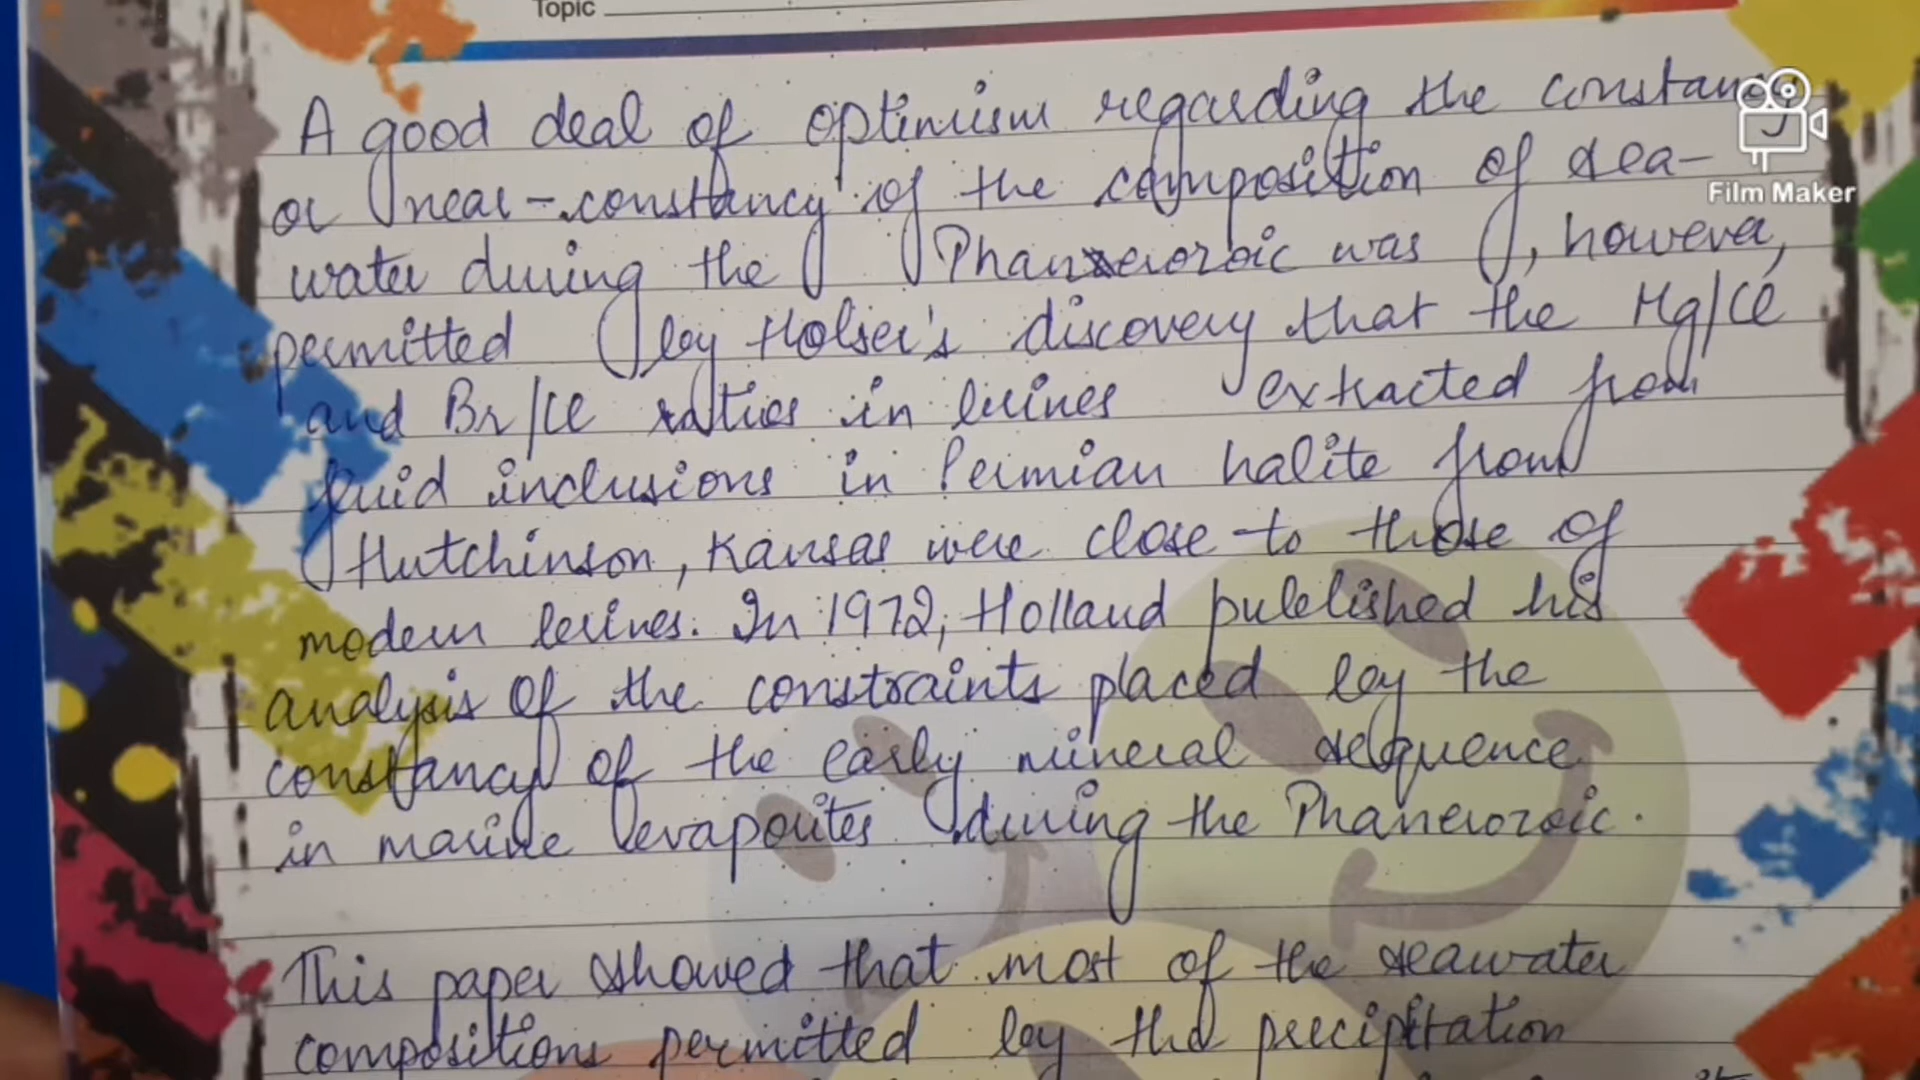 Topic
A good deal of optimism regarding the constancy
or near-constancy of the composition of sea-
water during the Phanerozoic was, however,
permitted by Holser's discovery that the Mg/Cl
and Br/Cl ratios in brines extracted from
fluid inclusions in Permian halite from
Hutchinson, Kansas were close to those of
modern brines. In 1972, Holland published his
analysis of the constraints placed by the
constancy of the early mineral sequence
in marine evaporites during the Phanerozoic.
This paper showed that most of the seawater
compositions permitted by the precipitation
Film Maker